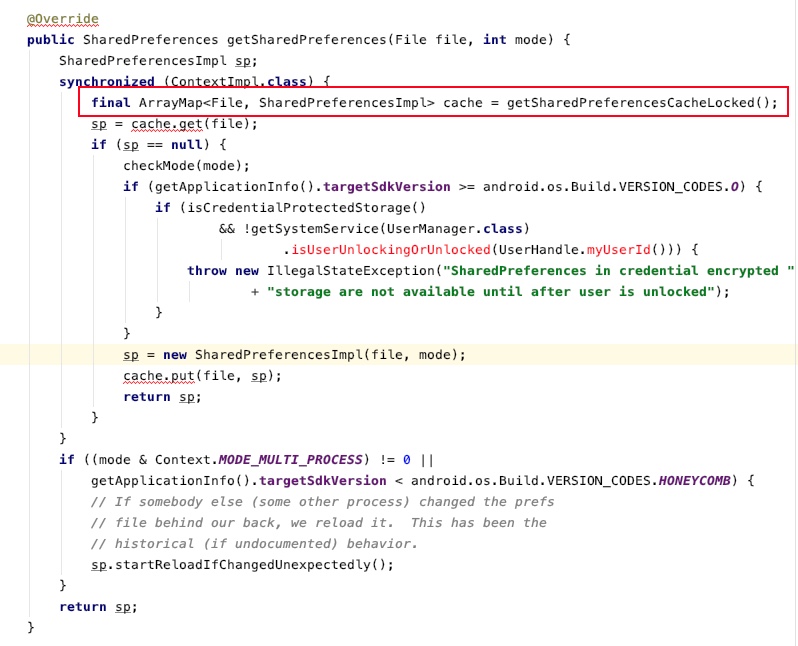 @Override
public SharedPreferences getSharedPreferences(File file, int mode) {
SharedPreferencesImpl sp;
synchronized (ContextImpl.class) {
final ArrayMap<File, SharedPreferencesImpl> cache = getSharedPreferencesCacheLocked();
sp = cache.get(file);
if (sp == null) {
checkMode(mode);
if (getApplicationInfo().targetSdkVersion >= android.os.Build.VERSION_CODES.O) {
if (isCredentialProtectedStorage()
&& !getSystemService(UserManager.class)
.isUserUnlockingOrUnlocked(UserHandle.myUserId())) {
throw new IllegalStateException("SharedPreferences in credential encrypted "
+ "storage are not available until after user is unlocked");
}
}
sp = new SharedPreferencesImpl(file, mode);
cache.put(file, sp);
return sp;
}
}
if ((mode & Context.MODE_MULTI_PROCESS) != 0 ||
getApplicationInfo().targetSdkVersion < android.os.Build.VERSION_CODES.HONEYCOMB) {
// If somebody else (some other process) changed the prefs
// file behind our back, we reload it.  This has been the
// historical (if undocumented) behavior.
sp.startReloadIfChangedUnexpectedly();
}
return sp;
}